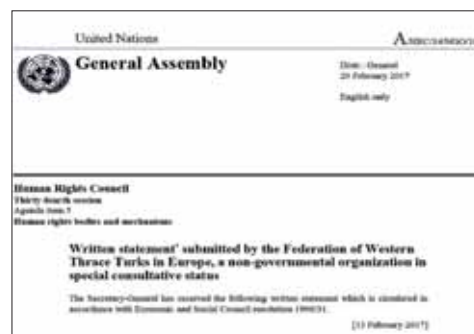 United Nations
General Assembly
Distr.: General
20 February 2017
English only
Human Rights Council
Thirty-fourth session
Agenda item 5
Human rights bodies and mechanisms
Written statement* submitted by the Federation of Western
Thrace Turks in Europe, a non-governmental organization in
special consultative status
The Secretary-General has received the following written statement which is circulated in
accordance with Economic and Social Council resolution 1996/31.
[13 February 2017]